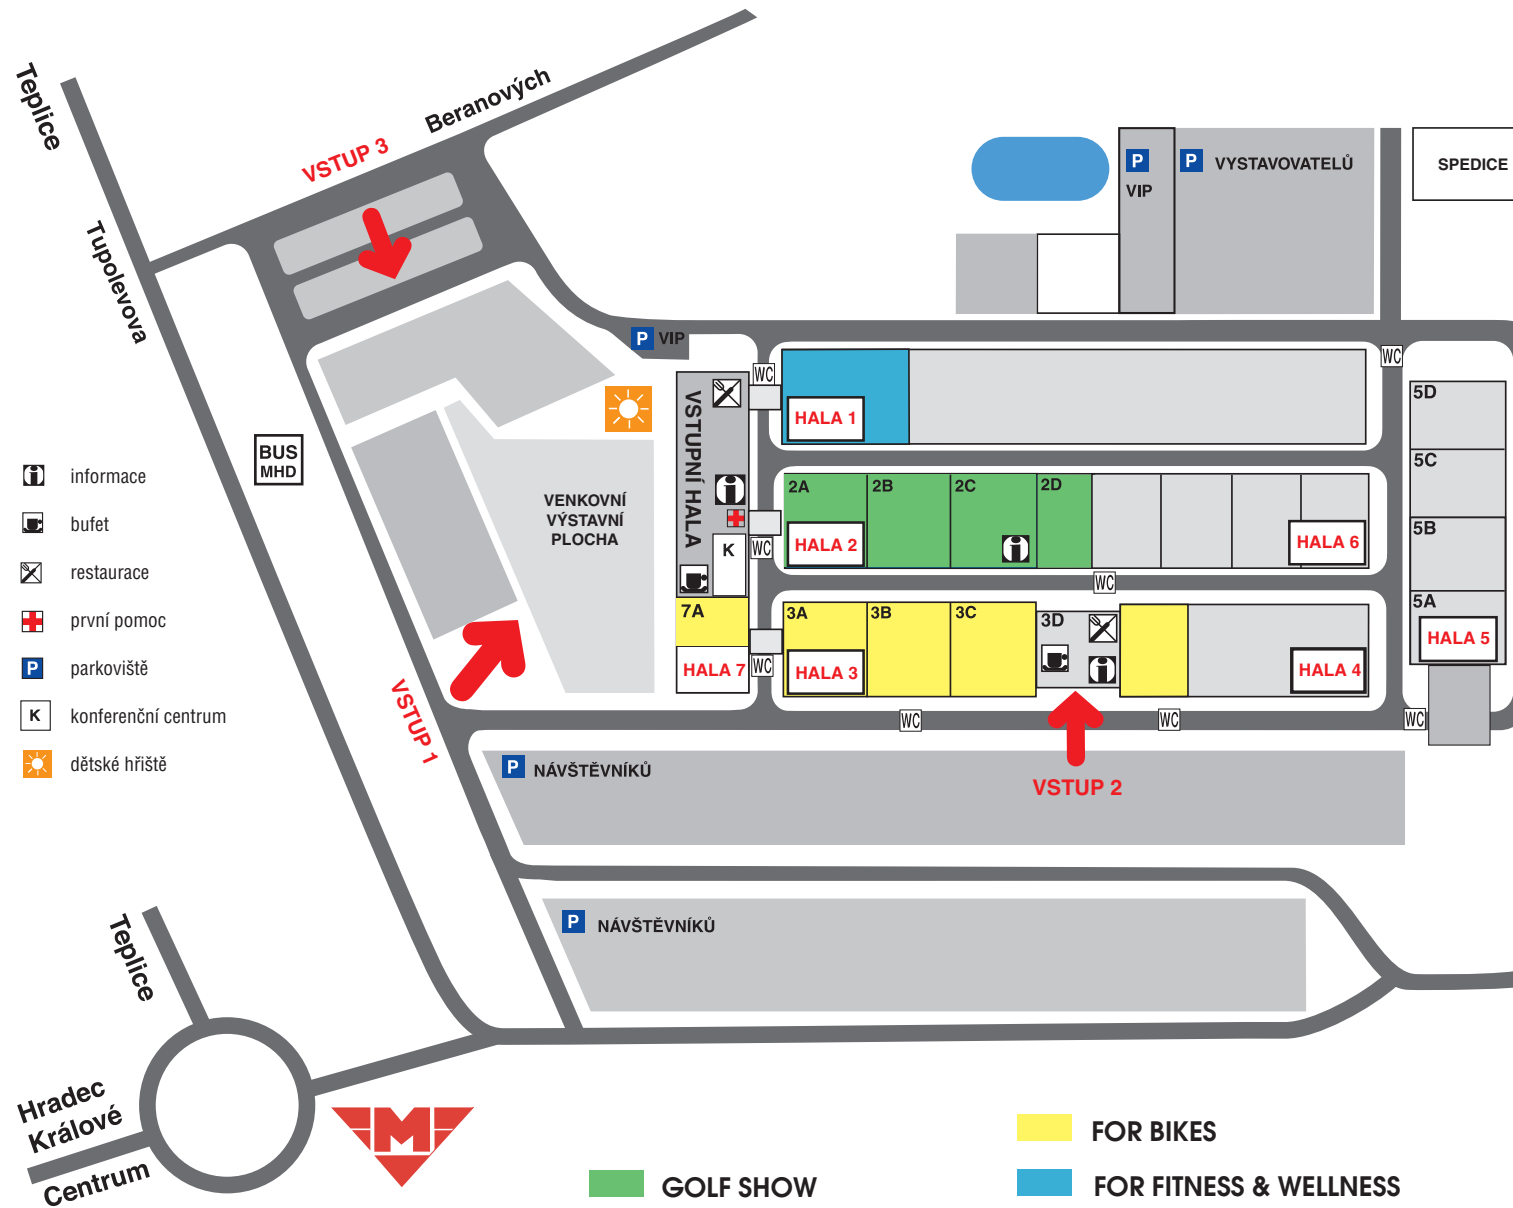 Teplice
Beranových
VSTUP 3
Tupolevova
P
VIP
P
VYSTAVOVATELŮ
SPEDICE
P VIP
WC
WC
HALA 1
VSTUPNÍ HALA
5D
5C
5B
5A
HALA 5
BUS
MHD
VENKOVNÍ
VÝSTAVNÍ
PLOCHA
i
K
WC
2A
2B
2C
2D
HALA 2
i
HALA 6
WC
7A
HALA 7
WC
3A
3B
3C
3D
HALA 3
i
HALA 4
WC
WC
WC
VSTUP 1
VSTUP 2
i informace
bufet
restaurace
první pomoc
P parkoviště
K konferenční centrum
dětské hřiště
P NÁVŠTĚVNÍKŮ
P NÁVŠTĚVNÍKŮ
Teplice
Hradec
Králové
Centrum
M
FOR BIKES
GOLF SHOW
FOR FITNESS & WELLNESS